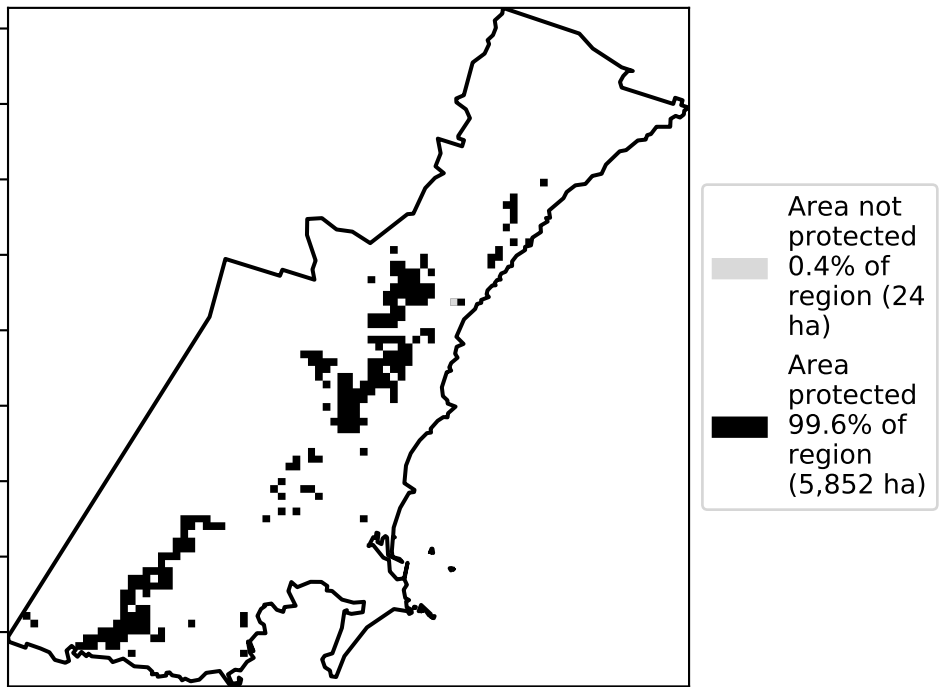 Area not
protected
0.4% of
region (24
ha)
Area
protected
99.6% of
region
(5,852 ha)